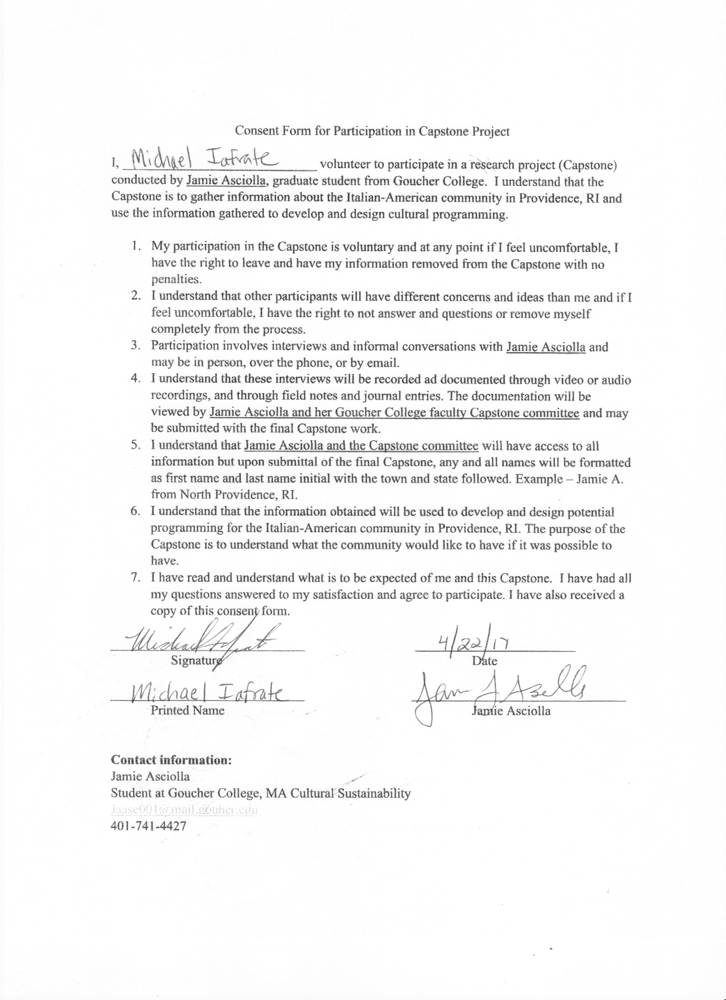 Consent Form for Participation in Capstone Project
I, Michael Iafrate volunteer to participate in a research project (Capstone)
conducted by Jamie Asciolla, graduate student from Goucher College. I understand that the
Capstone is to gather information about the Italian-American community in Providence, RI and
use the information gathered to develop and design cultural programming.
1. My participation in the Capstone is voluntary and at any point if I feel uncomfortable, I
have the right to leave and have my information removed from the Capstone with no
penalties.
2. I understand that other participants will have different concerns and ideas than me and if I
feel uncomfortable, I have the right to not answer and questions or remove myself
completely from the process.
3. Participation involves interviews and informal conversations with Jamie Asciolla and
may be in person, over the phone, or by email.
4. I understand that these interviews will be recorded ad documented through video or audio
recordings, and through field notes and journal entries. The documentation will be
viewed by Jamie Asciolla and her Goucher College faculty Capstone committee and may
be submitted with the final Capstone work.
5. I understand that Jamie Asciolla and the Capstone committee will have access to all
information but upon submittal of the final Capstone, any and all names will be formatted
as first name and last name initial with the town and state followed. Example – Jamie A.
from North Providence, RI.
6. I understand that the information obtained will be used to develop and design potential
programming for the Italian-American community in Providence, RI. The purpose of the
Capstone is to understand what the community would like to have if it was possible to
have.
7. I have read and understand what is to be expected of me and this Capstone. I have had all
my questions answered to my satisfaction and agree to participate. I have also received a
copy of this consent form.
Michael Iafrate 4/22/17
Signature Date
Michael Iafrate
Printed Name Jamie Asciolla
Contact information:
Jamie Asciolla
Student at Goucher College, MA Cultural Sustainability
Jaasc001@mail.gouher.edu
401-741-4427